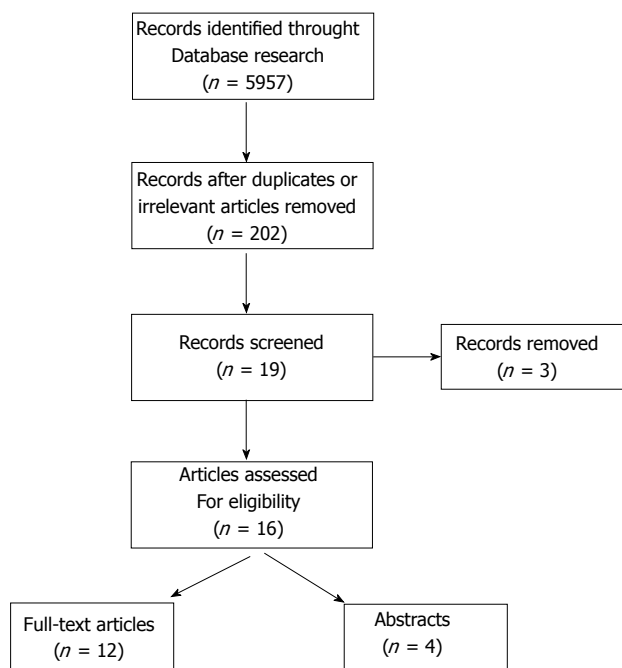 Records identified throught
Database research
(n = 5957)
Records after duplicates or
irrelevant articles removed
(n = 202)
Records screened
(n = 19)
Records removed
(n = 3)
Articles assessed
For eligibility
(n = 16)
Full-text articles
(n = 12)
Abstracts
(n = 4)